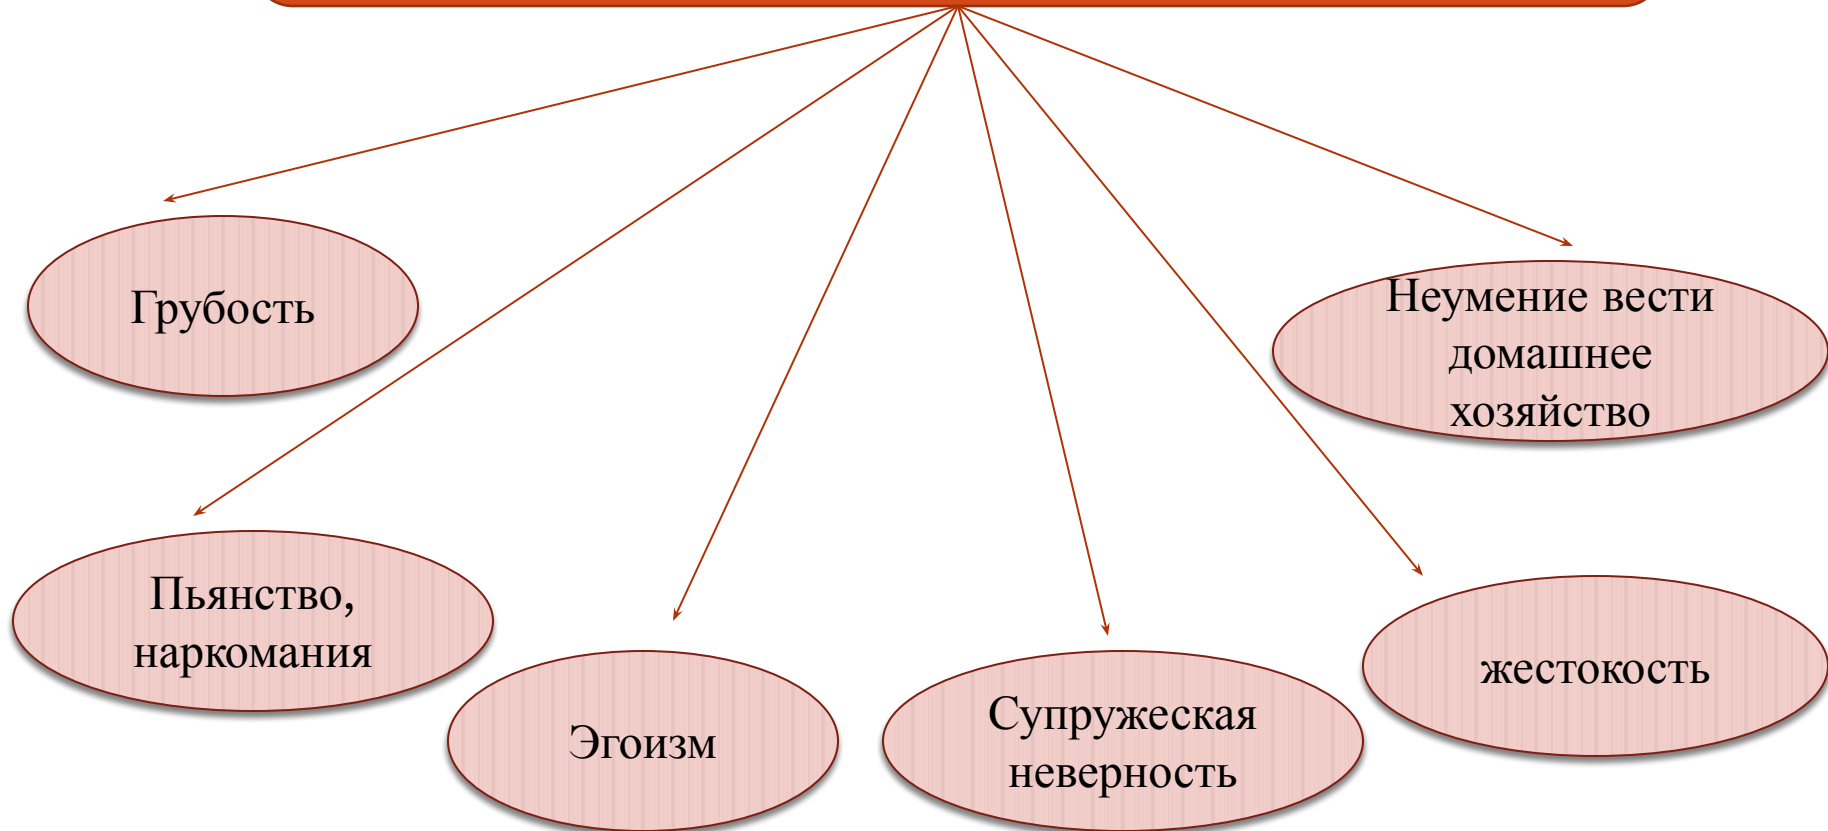 Грубость
Неумение вести
домашнее
хозяйство
Пьянство,
наркомания
Эгоизм
Супружеская
неверность
жестокость